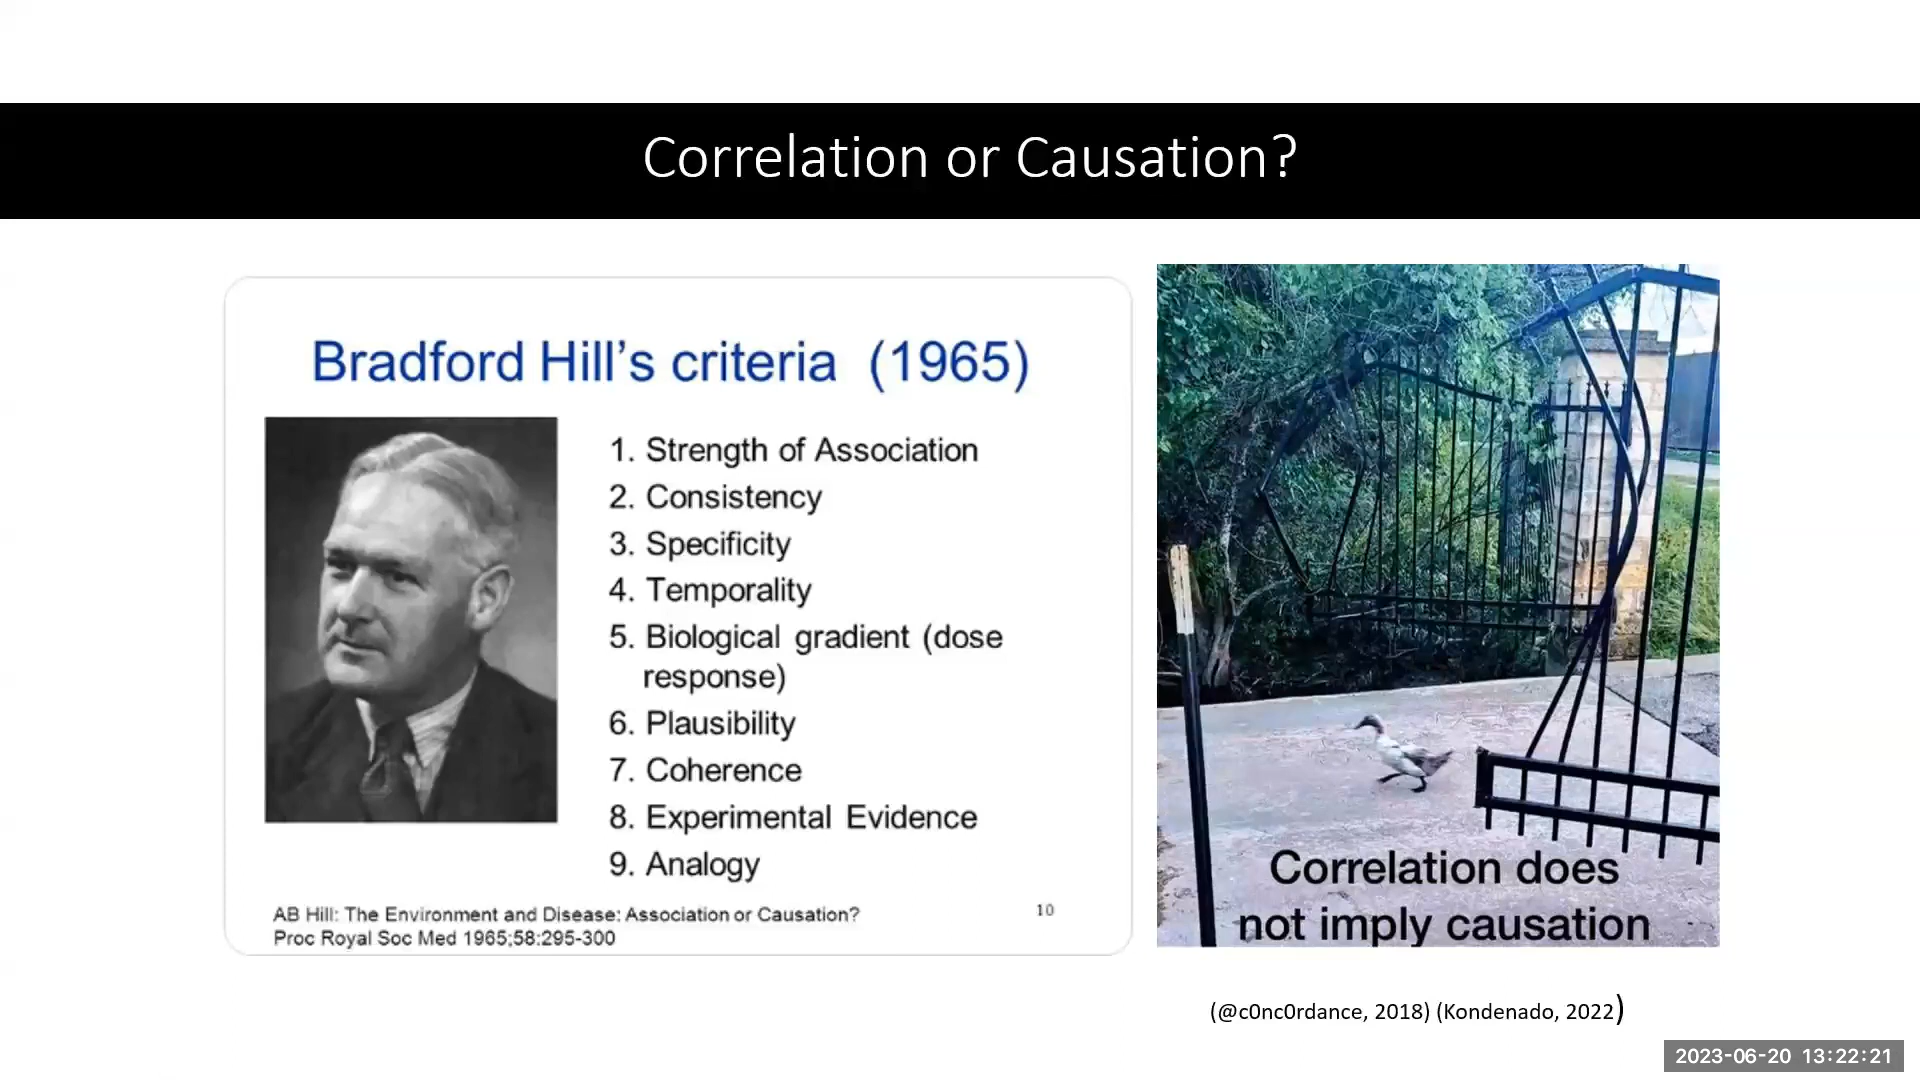 Correlation or Causation?
Bradford Hill's criteria (1965)
1. Strength of Association
2. Consistency
3. Specificity
4. Temporality
5. Biological gradient (dose
response)
6. Plausibility
7. Coherence
8. Experimental Evidence
9. Analogy
AB Hill: The Environment and Disease: Association or Causation?
Proc Royal Soc Med 1965;58:295-300
10
Correlation does
not imply causation
(@c0nc0rdance, 2018) (Kondenado, 2022)
2023-06-20 13:22:21